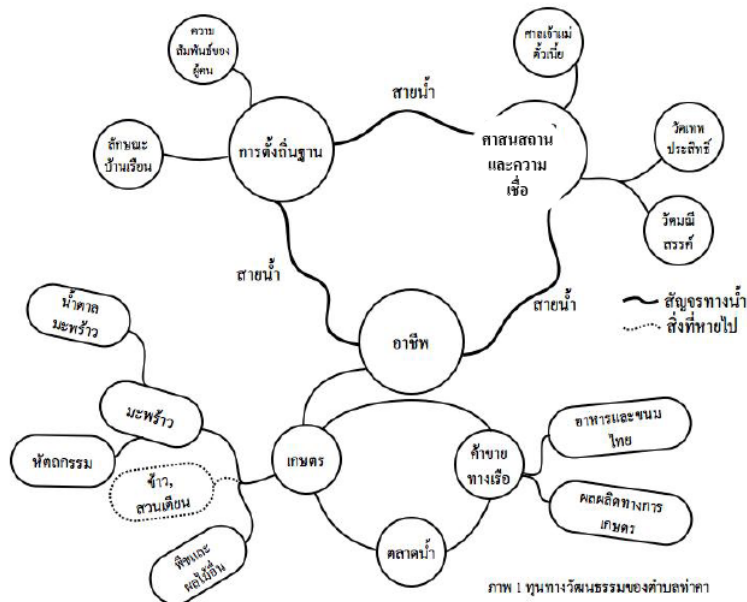 ความ
สัมพันธ์ของ
ผู้คน
ศาลเจ้าแม่
ตั้วเนี้ย
สายน้ำ
ลักษณะ
บ้านเรือน
การตั้งถิ่นฐาน
ศาสนสถาน
และความ
เชื่อ
วัดเทพ
ประสิทธิ์
วัดมณี
สรรค์
สายน้ำ
สายน้ำ
สัญจรทางน้ำ
สิ่งที่หายไป
น้ำตาล
มะพร้าว
อาชีพ
มะพร้าว
อาหารและขนม
ไทย
หัตถกรรม
เกษตร
ค้าขาย
ทางเรือ
ข้าว,
สวนเตียน
ผลผลิตทางการ
เกษตร
พืชและ
ผลไม้อื่น
ตลาดน้ำ
ภาพ 1 ทุนทางวัฒนธรรมของตำบลท่าคา